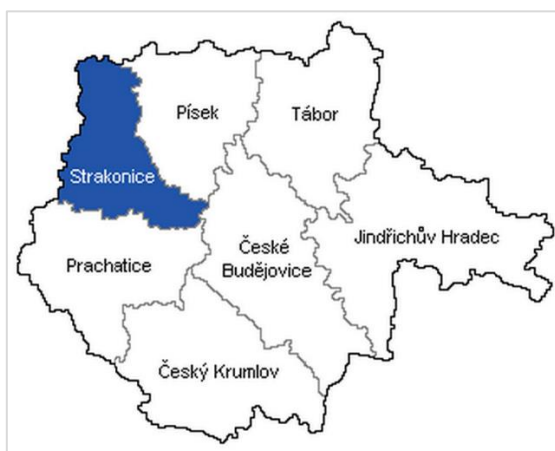 Písek
Tábor
Strakonice
Jindřichův Hradec
České
Budějovice
Prachatice
Český Krumlov